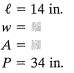 ℓ = 14 in.
w =
A =
P = 34 in.